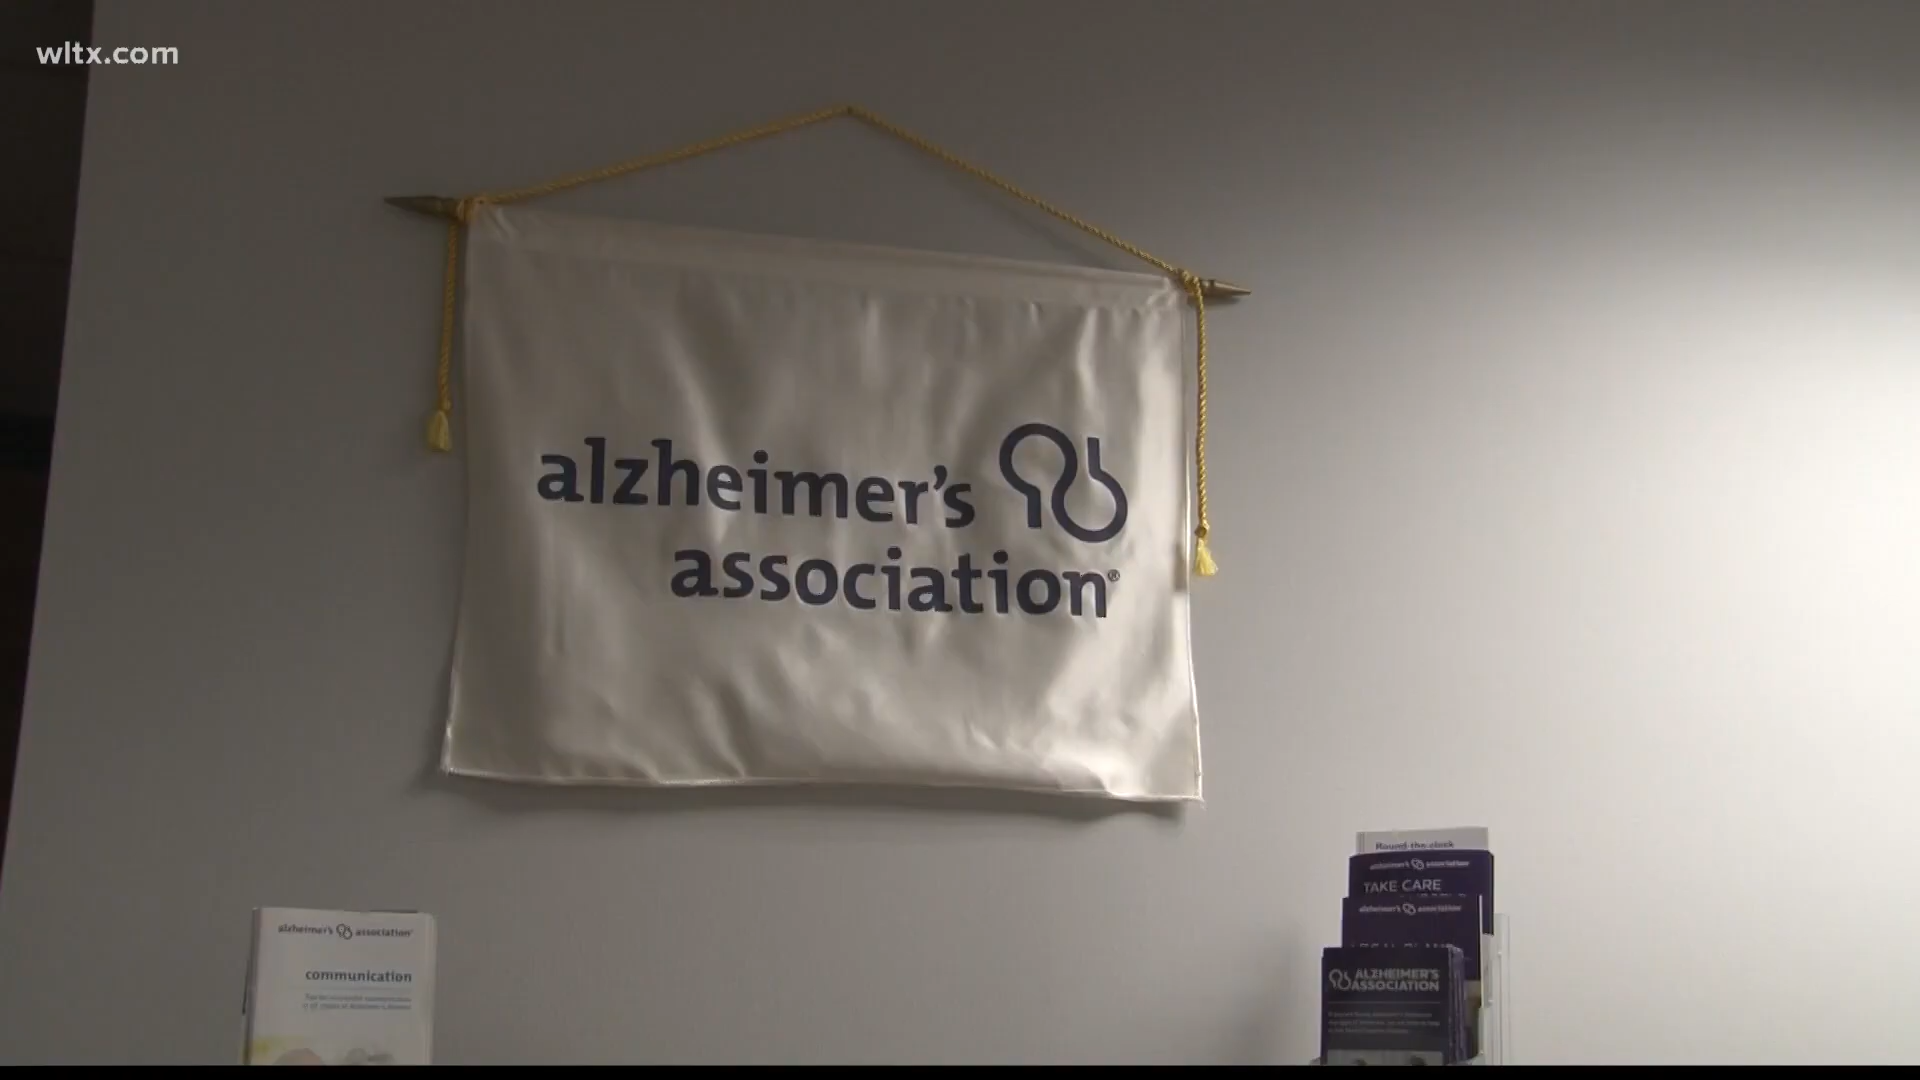 wltx.com
alzheimer's
association®
alzheimer's association®
communication
Round-the-clock
alzheimer's association
TAKE CARE
alzheimer's association
ALZHEIMER'S
ASSOCIATION